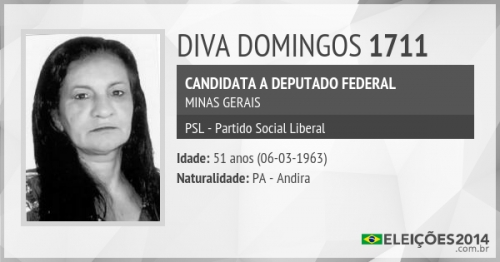 DIVA DOMINGOS 1711
CANDIDATA A DEPUTADO FEDERAL
MINAS GERAIS
PSL - Partido Social Liberal
Idade: 51 anos (06-03-1963)
Naturalidade: PA - Andira
ELEIÇÕES2014
.com.br